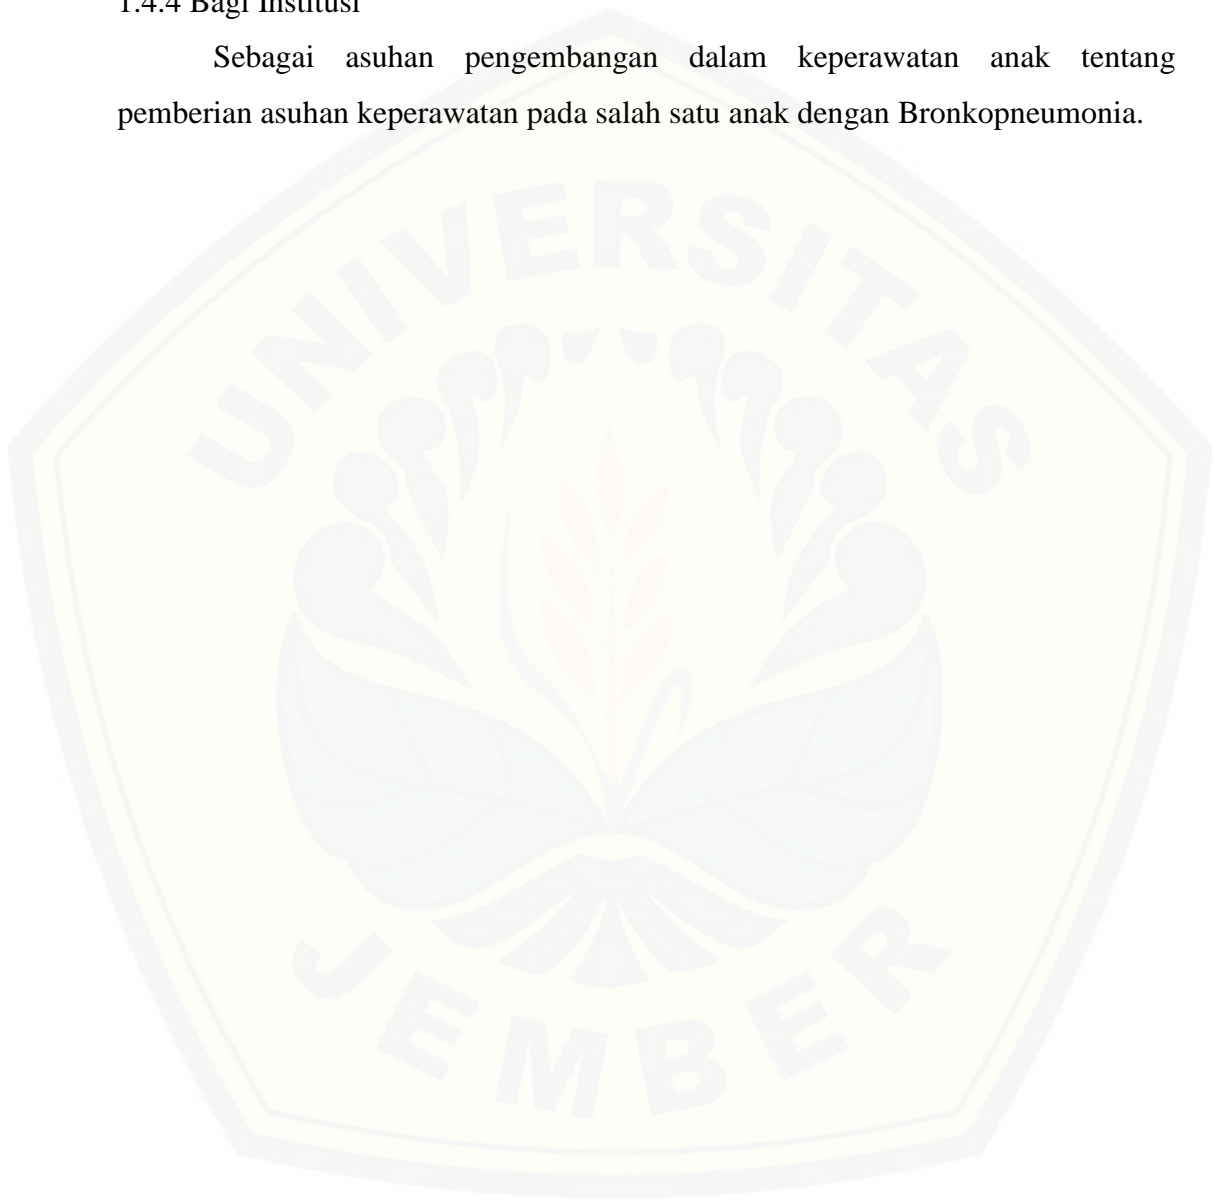 1.4.4 Bagi Institusi
Sebagai asuhan pengembangan dalam keperawatan anak tentang
pemberian asuhan keperawatan pada salah satu anak dengan Bronkopneumonia.
UNIVERSITAS
JEMBER